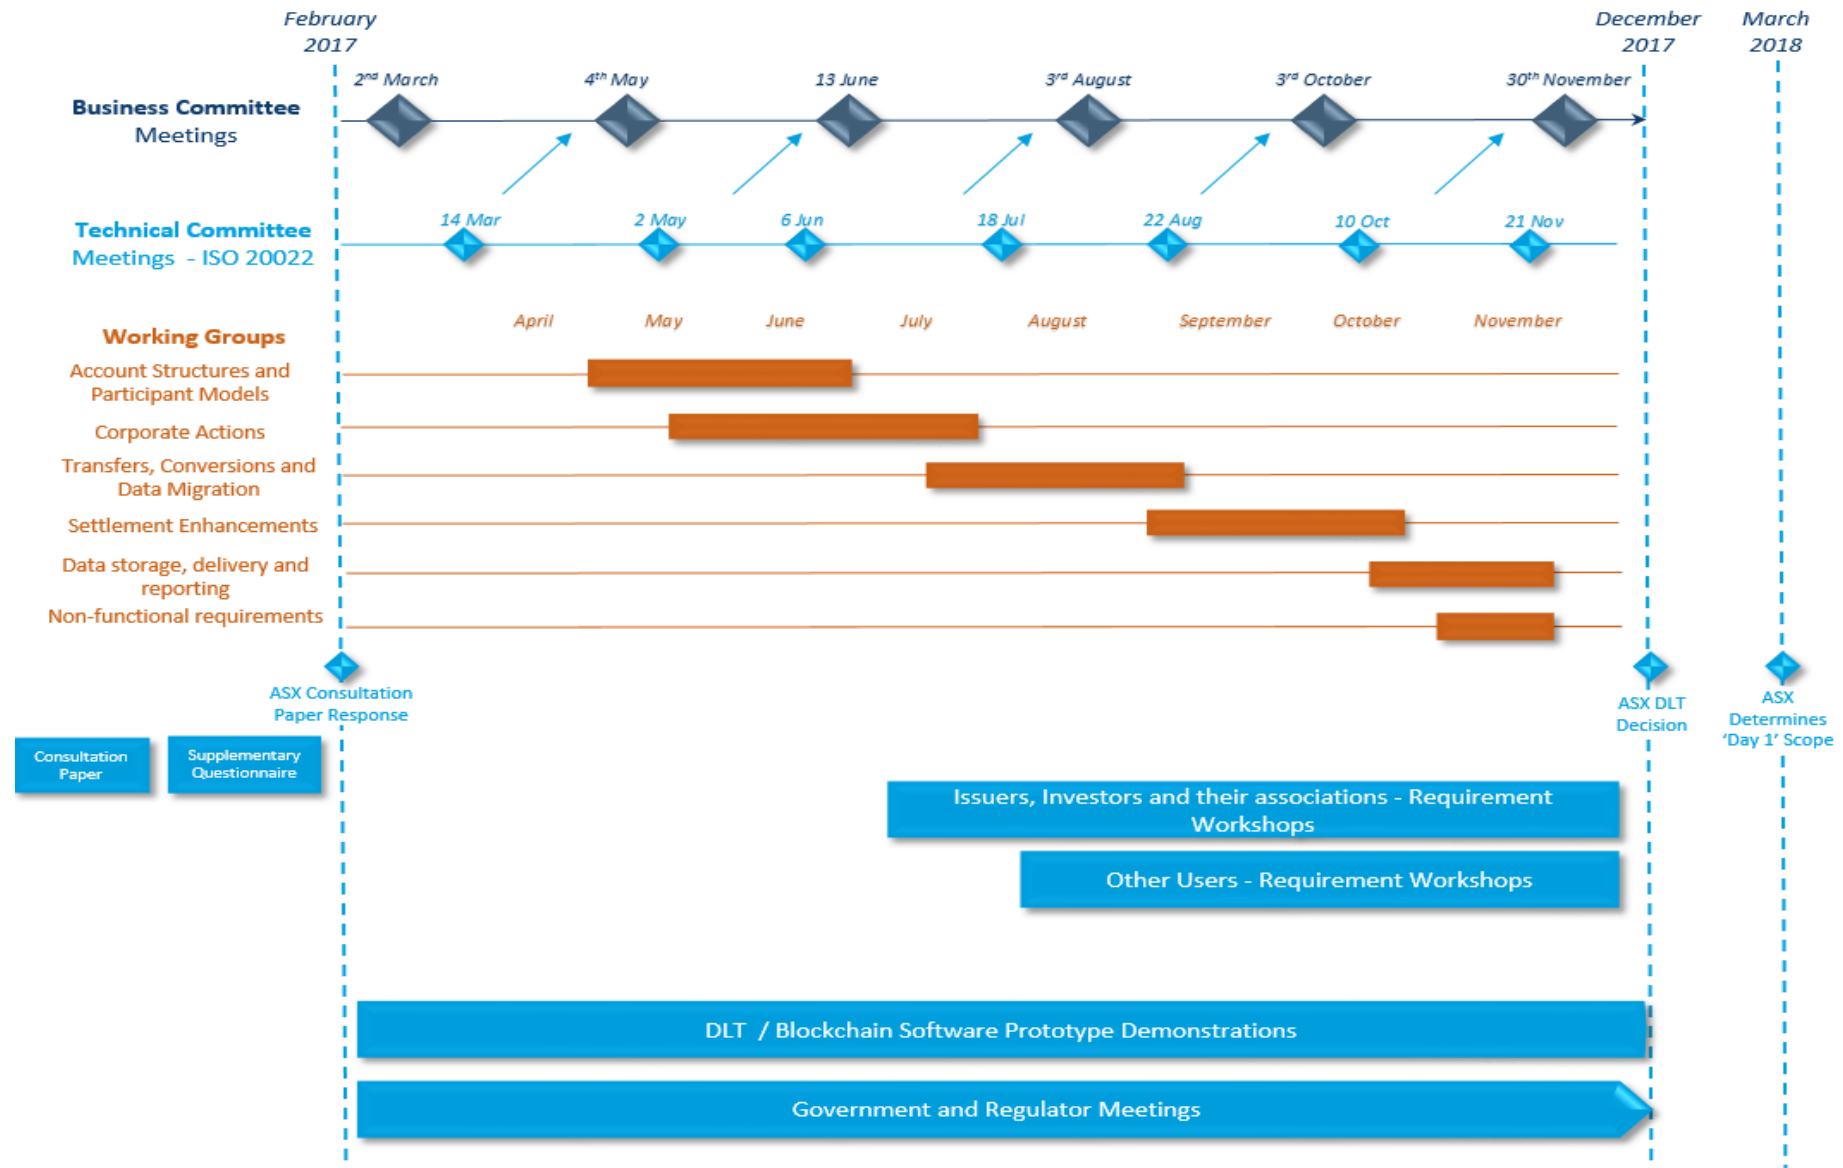 February
2017
December
2017
March
2018
2nd March
4th May
13 June
3rd August
3rd October
30th November
Business Committee
Meetings
14 Mar
2 May
6 Jun
18 Jul
22 Aug
10 Oct
21 Nov
Technical Committee
Meetings - ISO 20022
April
May
June
July
August
September
October
November
Working Groups
Account Structures and
Participant Models
Corporate Actions
Transfers, Conversions and
Data Migration
Settlement Enhancements
Data storage, delivery and
reporting
Non-functional requirements
ASX Consultation
Paper Response
ASX DLT
Decision
ASX
Determines
'Day 1' Scope
Consultation
Paper
Supplementary
Questionnaire
Issuers, Investors and their associations - Requirement
Workshops
Other Users - Requirement Workshops
DLT / Blockchain Software Prototype Demonstrations
Government and Regulator Meetings